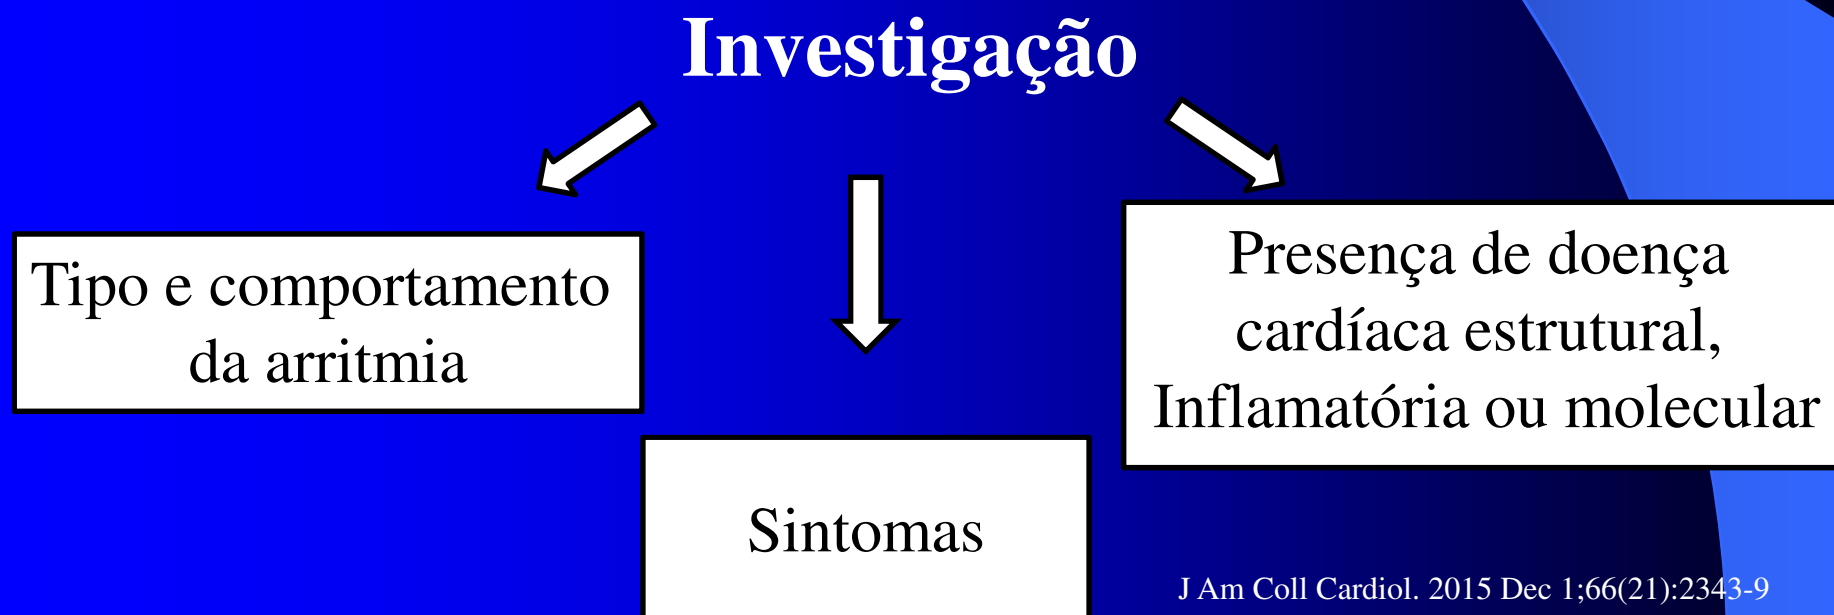 Investigação
Tipo e comportamento
da arritmia
Sintomas
Presença de doença
cardíaca estrutural,
Inflamatória ou molecular
J Am Coll Cardiol. 2015 Dec 1;66(21):2343-9